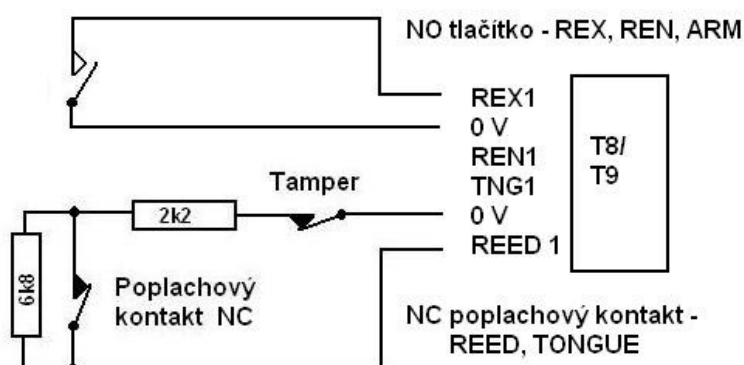 NO tlačítko - REX, REN, ARM
REX1
0 V
REN1
TNG1
0 V
REED 1
T8/
T9
Tamper
2k2
6k8
Poplachový
kontakt NC
NC poplachový kontakt -
REED, TONGUE